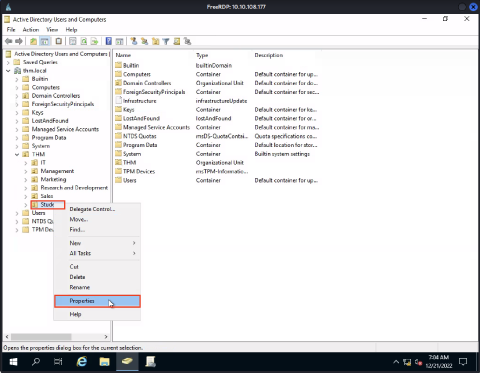 FreeRDP: 10.10.108.177
Active Directory Users and Computers
File Action View Help
Active Directory Users and Computers (
Saved Queries
thm.local
Builtin
Computers
Domain Controllers
ForeignSecurityPrincipals
Keys
LostAndFound
Managed Service Accounts
Program Data
System
THM
IT
Management
Marketing
Research and Development
Sales
Stude
Users
NTDS Q
TPM Dev
Name Type Description
Builtin builtinDomain
Computers Container Default container for up...
Domain Controllers Organizational Unit Default container for do...
ForeignSecurityPrincipals Container Default container for sec...
Infrastructure infrastructureUpdate
Keys Container Default container for ke...
LostAndFound lostAndFound Default container for or...
Managed Service Accounts Container Default container for ma...
NTDS Quotas msDS-QuotaContai... Quota specifications co...
Program Data Container Default location for stor...
System Container Builtin system settings
THM Organizational Unit
TPM Devices msTPM-Informatio...
Users Container Default container for up...
Delegate Control...
Move...
Find...
New
All Tasks
Cut
Delete
Rename
Properties
Help
Opens the properties dialog box for the current selection.
7:04 AM
12/21/2022